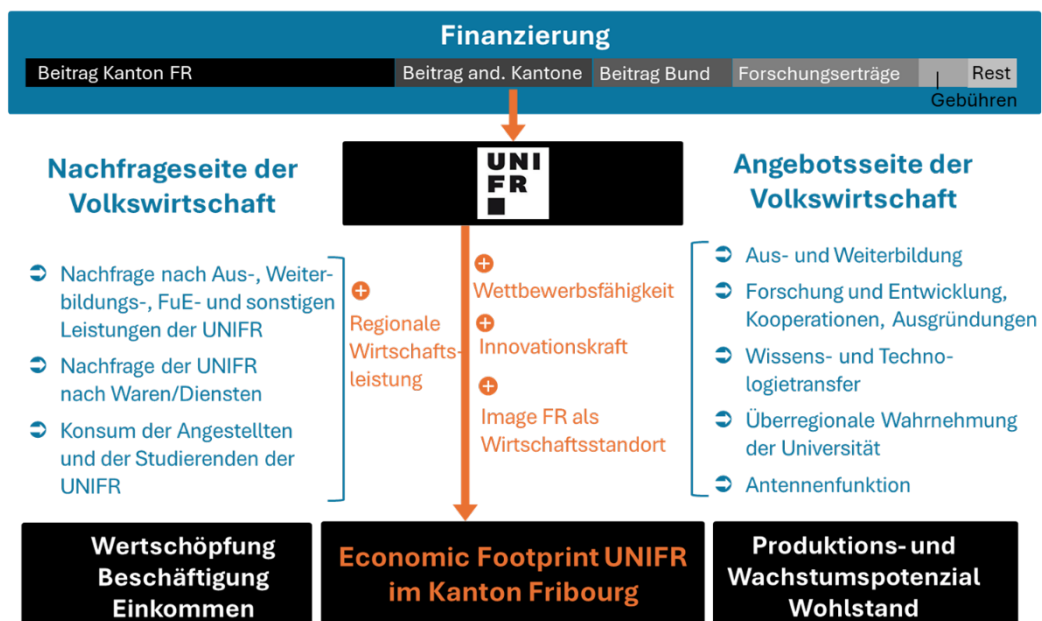 Finanzierung
Beitrag Kanton FR
Beitrag and. Kantone
Beitrag Bund
Forschungserträge
Rest
Gebühren
UNI
FR
Nachfrageseite der
Volkswirtschaft
Nachfrage nach Aus-, Weiter-
bildungs-, FuE- und sonstigen
Leistungen der UNIFR
Nachfrage der UNIFR
nach Waren/Diensten
Konsum der Angestellten
und der Studierenden der
UNIFR
Regionale
Wirtschafts-
leistung
Wettbewerbsfähigkeit
Innovationskraft
Image FR als
Wirtschaftsstandort
Angebotsseite der
Volkswirtschaft
Aus- und Weiterbildung
Forschung und Entwicklung,
Kooperationen, Ausgründungen
Wissens- und Techno-
logietransfer
Überregionale Wahrnehmung
der Universität
Antennenfunktion
Wertschöpfung
Beschäftigung
Einkommen
Economic Footprint UNIFR
im Kanton Fribourg
Produktions- und
Wachstumspotenzial
Wohlstand